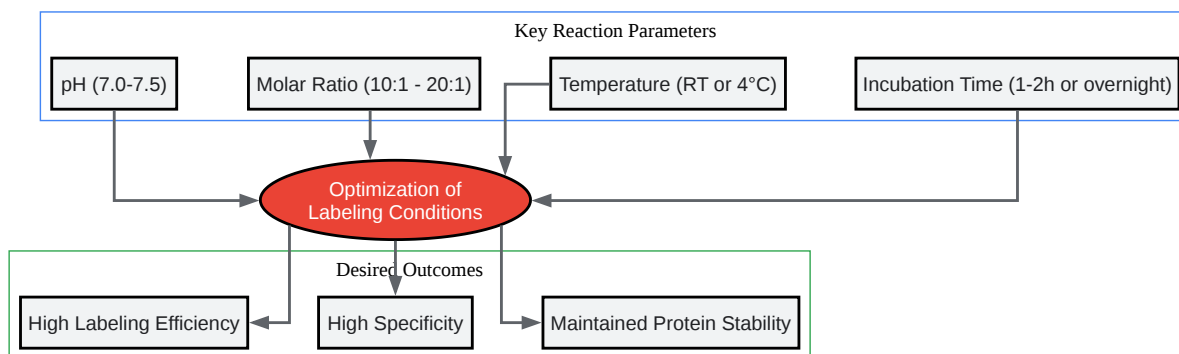 Key Reaction Parameters
pH (7.0-7.5)
Molar Ratio (10:1 - 20:1)
Temperature (RT or 4°C)
Incubation Time (1-2h or overnight)
Optimization of
Labeling Conditions
Desired Outcomes
High Labeling Efficiency
High Specificity
Maintained Protein Stability